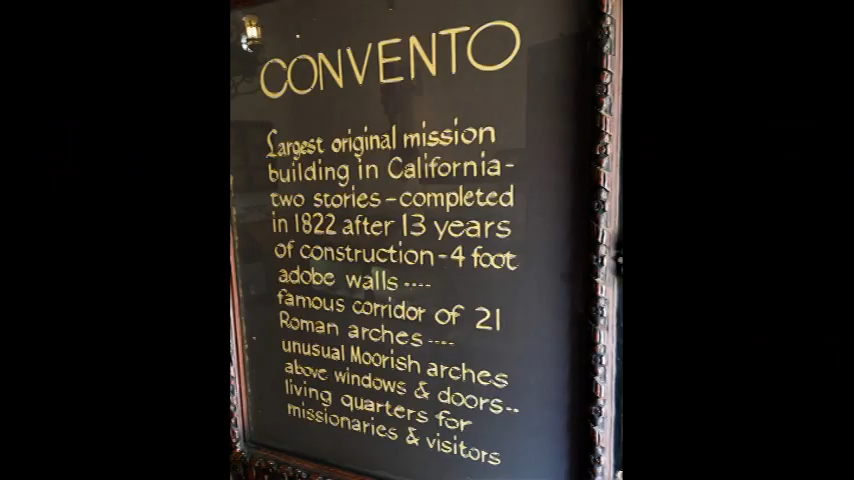 CONVENTO
Largest original mission
building in California-
two stories-completed
in 1822 after 13 years
of construction-4 foot
adobe walls ----
famous corridor of 21
Roman arches ----
unusual Moorish arches
above windows & doors--
living quarters for
missionaries & visitors